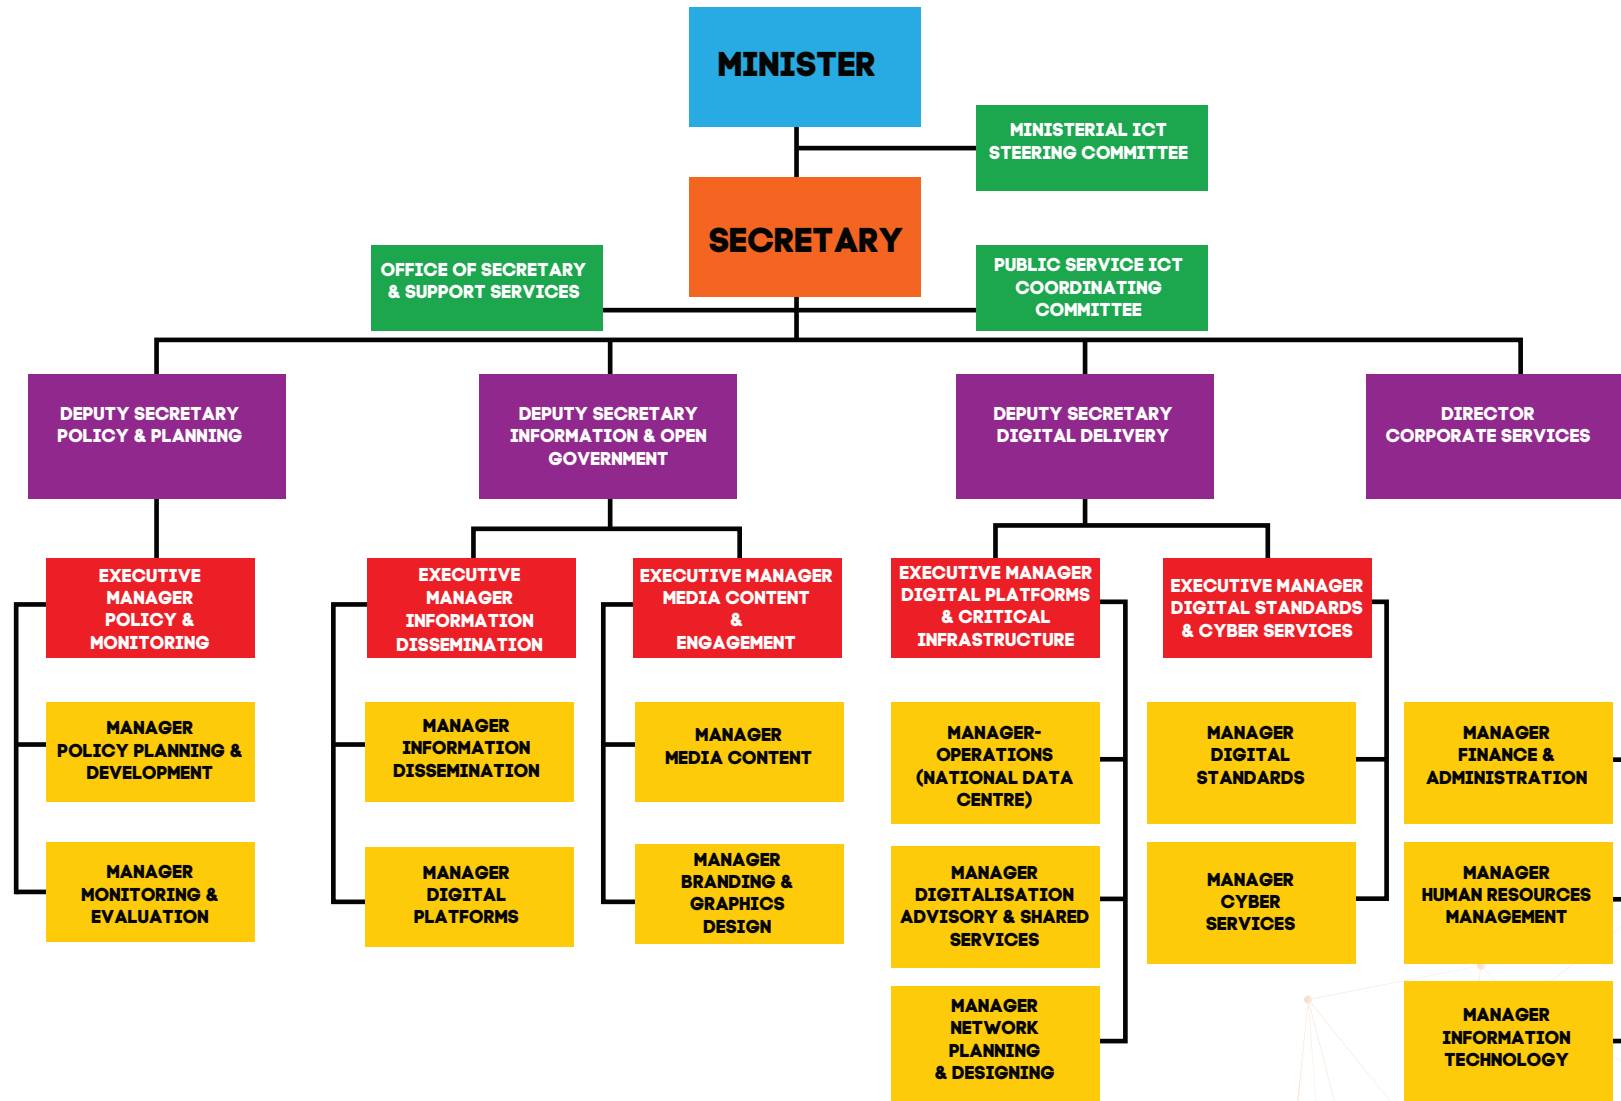 MINISTER
MINISTERIAL ICT
STEERING COMMITTEE
SECRETARY
OFFICE OF SECRETARY
& SUPPORT SERVICES
PUBLIC SERVICE ICT
COORDINATING
COMMITTEE
DEPUTY SECRETARY
POLICY & PLANNING
DEPUTY SECRETARY
INFORMATION & OPEN
GOVERNMENT
DEPUTY SECRETARY
DIGITAL DELIVERY
DIRECTOR
CORPORATE SERVICES
EXECUTIVE
MANAGER
POLICY &
MONITORING
EXECUTIVE
MANAGER
INFORMATION
DISSEMINATION
EXECUTIVE MANAGER
MEDIA CONTENT
&
ENGAGEMENT
EXECUTIVE MANAGER
DIGITAL PLATFORMS
& CRITICAL
INFRASTRUCTURE
EXECUTIVE MANAGER
DIGITAL STANDARDS
& CYBER SERVICES
MANAGER
POLICY PLANNING &
DEVELOPMENT
MANAGER
INFORMATION
DISSEMINATION
MANAGER
MEDIA CONTENT
MANAGER-
OPERATIONS
(NATIONAL DATA
CENTRE)
MANAGER
DIGITAL
STANDARDS
MANAGER
FINANCE &
ADMINISTRATION
MANAGER
MONITORING &
EVALUATION
MANAGER
DIGITAL
PLATFORMS
MANAGER
BRANDING &
GRAPHICS
DESIGN
MANAGER
DIGITALISATION
ADVISORY & SHARED
SERVICES
MANAGER
CYBER
SERVICES
MANAGER
HUMAN RESOURCES
MANAGEMENT
MANAGER
NETWORK
PLANNING
& DESIGNING
MANAGER
INFORMATION
TECHNOLOGY